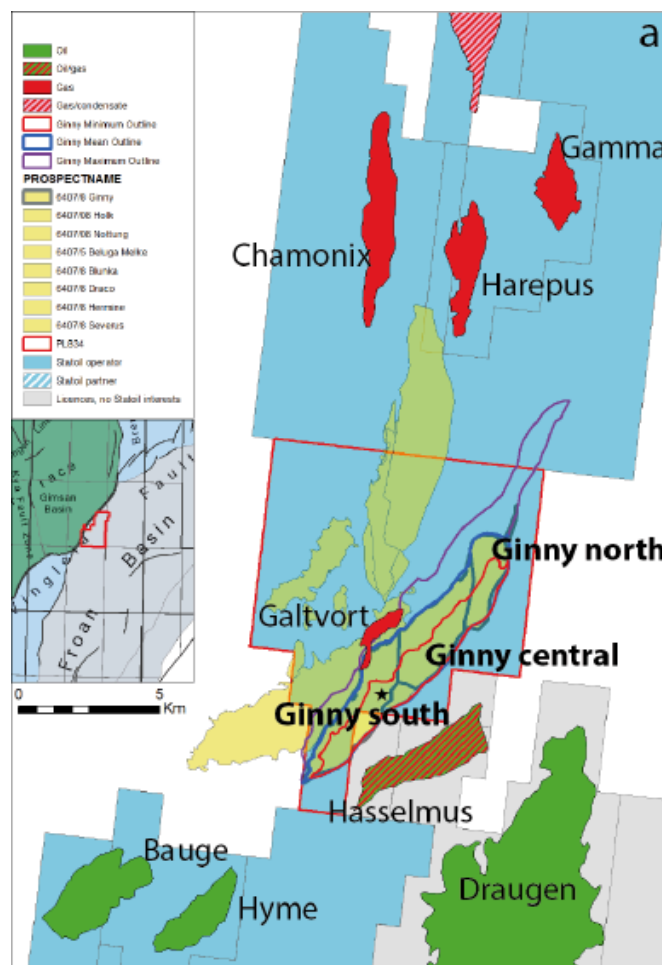 a
Oil
Oil/gas
Gas
Gas/condensate
Ginny Minimum Outline
Ginny Mean Outline
Ginny Maximum Outline
PROSPECTNAME
6407/8 Ginny
6407/08 Holk
6407/08 Nottung
6407/5 Beluga Melke
6407/8 Blunka
6407/8 Draco
6407/8 Hermine
6407/8 Severus
PL834
Statoil operator
Statoil partner
Licences, no Statoil interests
Gimsan
Basin
Fault
Froan
Basin
0
5
Km
Gamma
Chamonix
Harepus
Ginny north
Galtvort
Ginny central
Ginny south
Hasselmus
Bauge
Hyme
Draugen